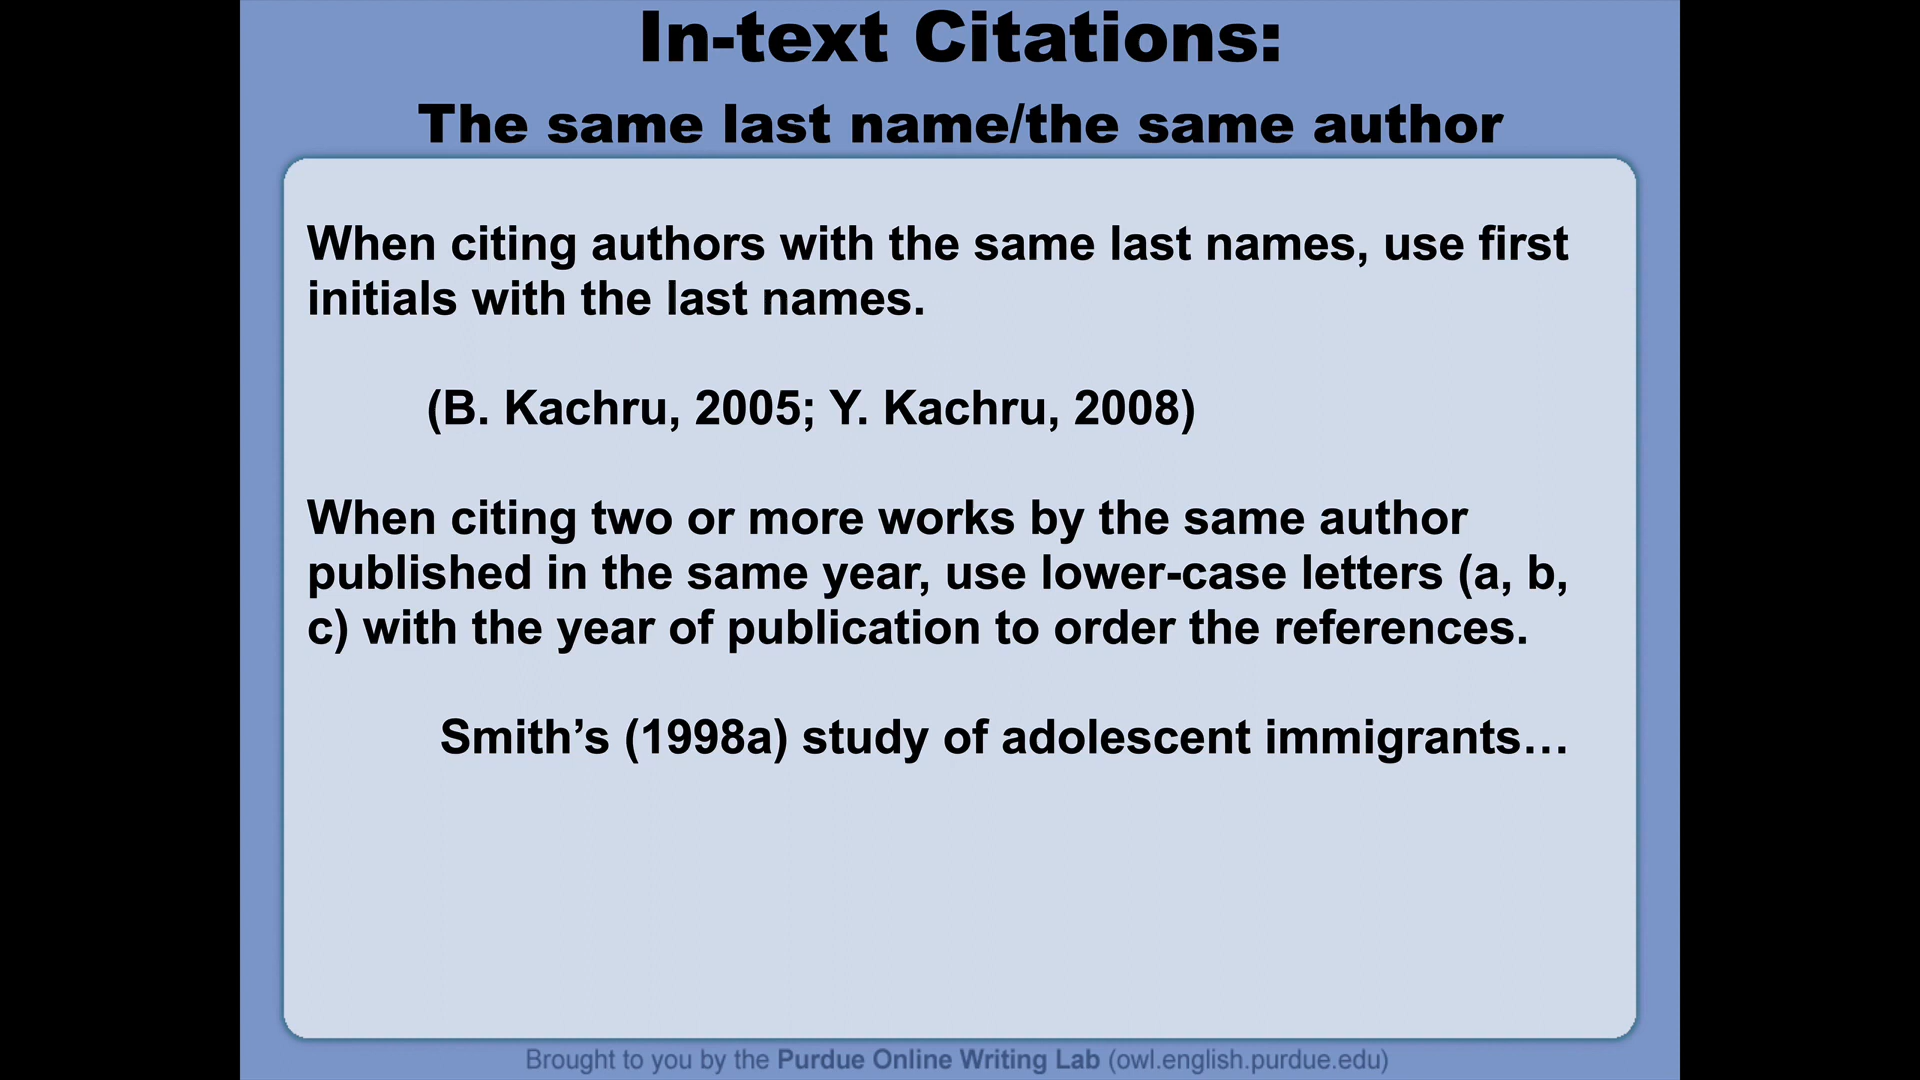 In-text Citations:
The same last name/the same author
When citing authors with the same last names, use first
initials with the last names.
(B. Kachru, 2005; Y. Kachru, 2008)
When citing two or more works by the same author
published in the same year, use lower-case letters (a, b,
c) with the year of publication to order the references.
Smith’s (1998a) study of adolescent immigrants…
Brought to you by the Purdue Online Writing Lab (owl.english.purdue.edu)